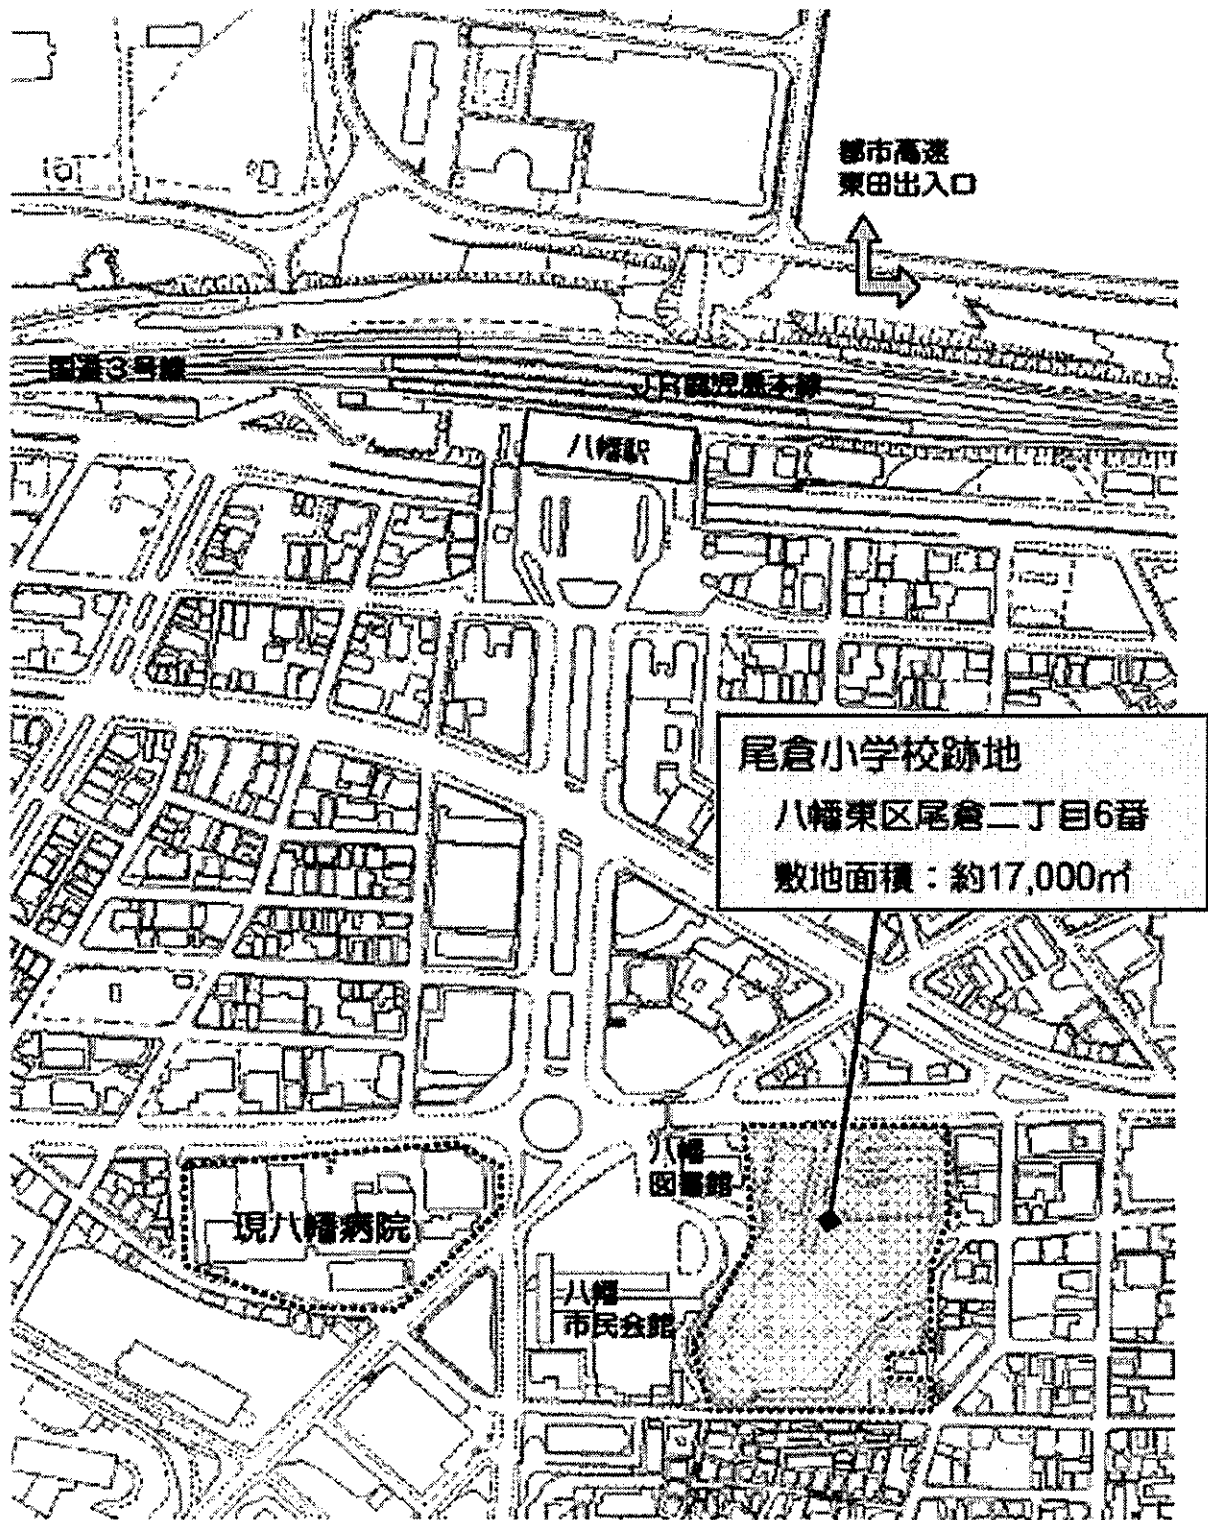 都市高速
東田出入口
国道3号線
JR鹿児島本線
八幡駅
尾倉小学校跡地
八幡東区尾倉二丁目6番
敷地面積：約17,000㎡
八幡
図書館
現八幡病院
八幡
市民会館